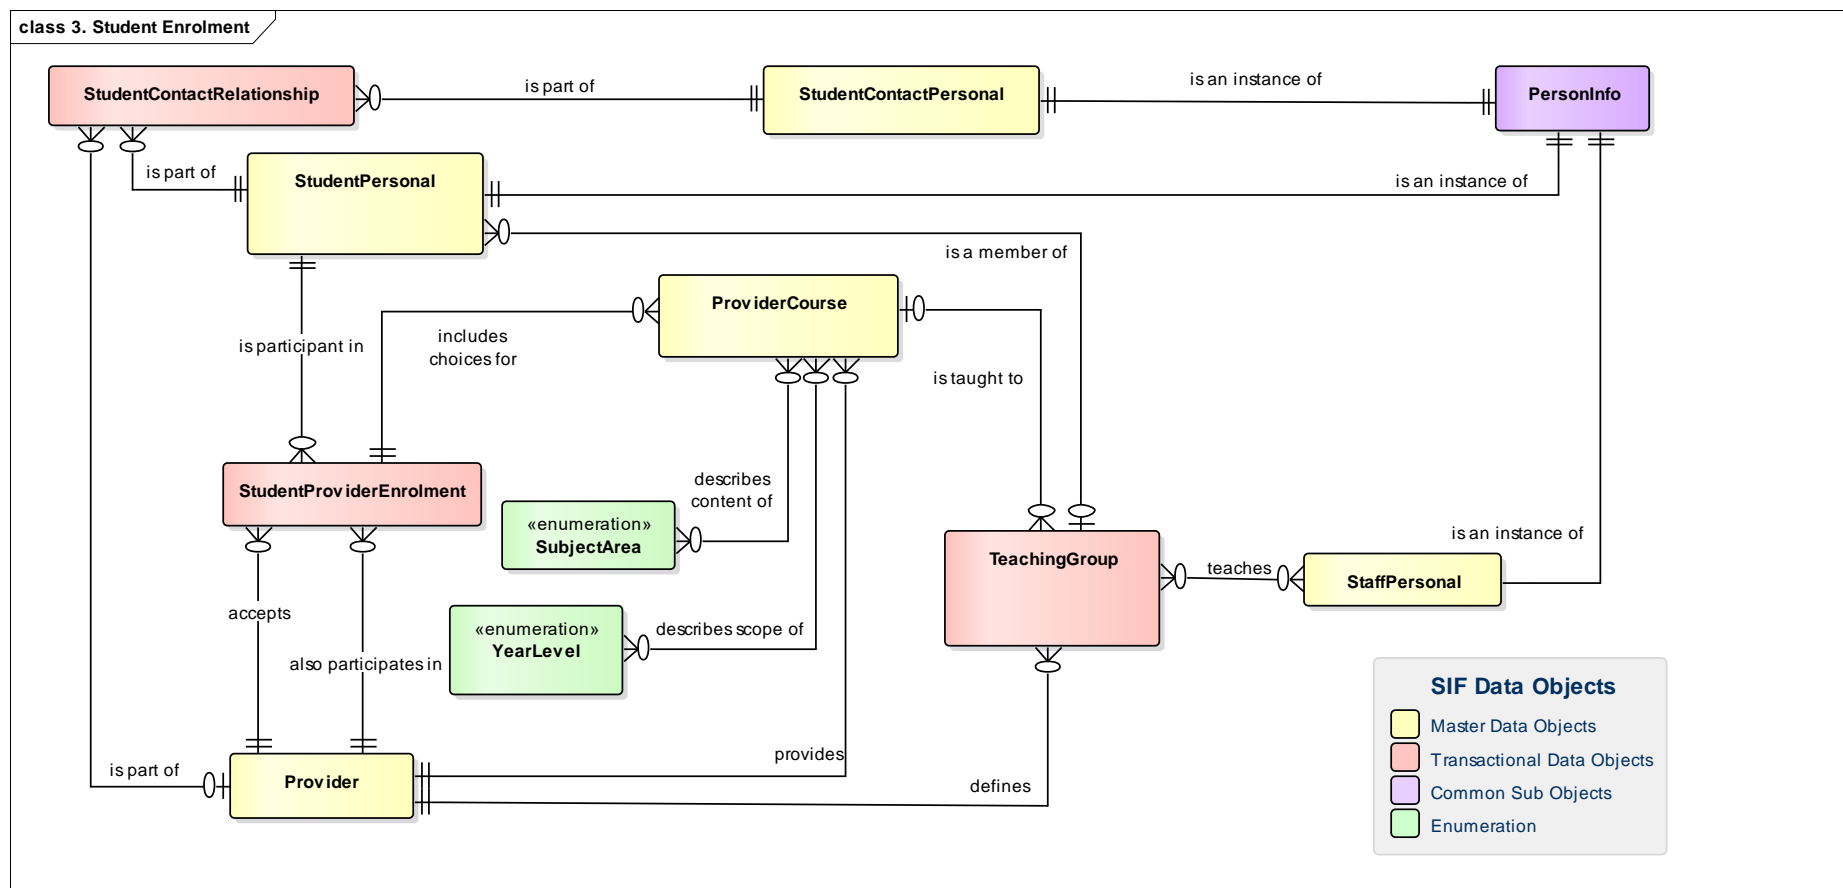 class 3. Student Enrolment
StudentContactRelationship
is part of
StudentContactPersonal
is an instance of
PersonInfo
is part of
StudentPersonal
is an instance of
is a member of
ProviderCourse
is participant in
includes
choices for
is taught to
StudentProviderEnrolment
describes
content of
«enumeration»
SubjectArea
TeachingGroup
is an instance of
teaches
StaffPersonal
accepts
«enumeration»
YearLevel
describes scope of
also participates in
SIF Data Objects
Master Data Objects
Transactional Data Objects
Common Sub Objects
Enumeration
is part of
Provider
provides
defines